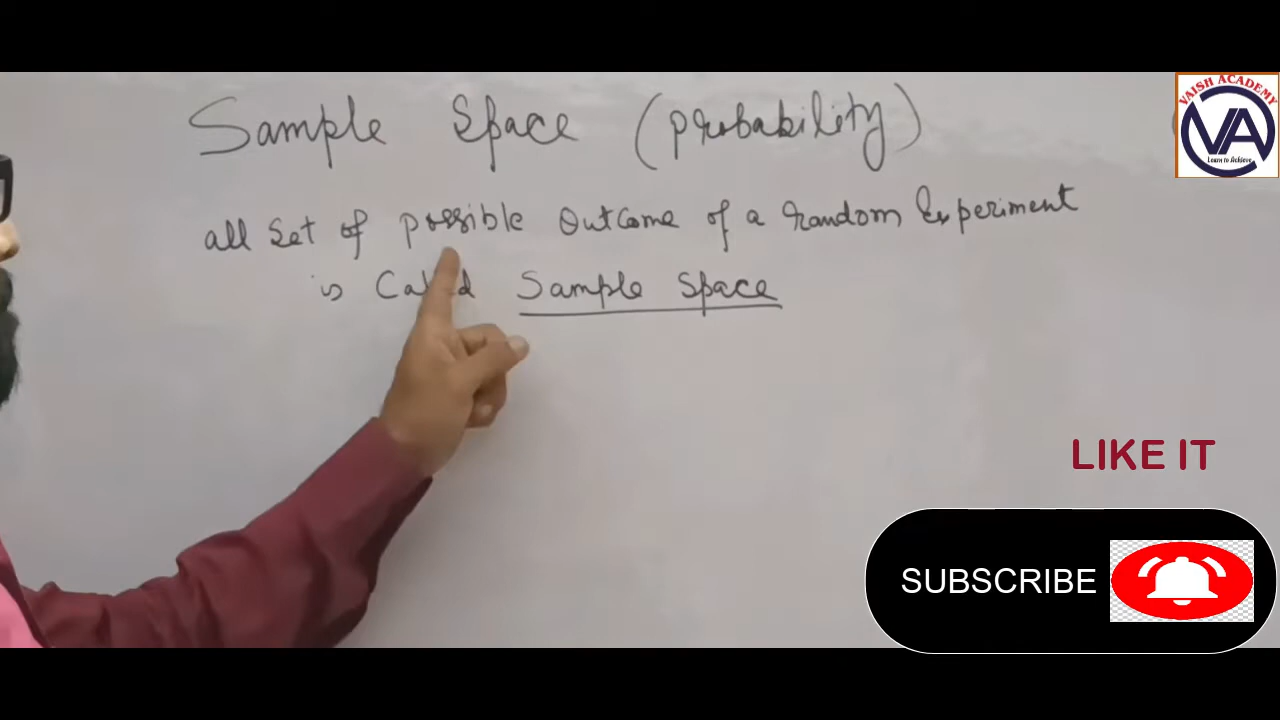 Sample Space (Probability)
all Set of possible Outcome of a random Experiment
is Called Sample Space
VAISH ACADEMY
VA
Learn to Achieve
LIKE IT
SUBSCRIBE